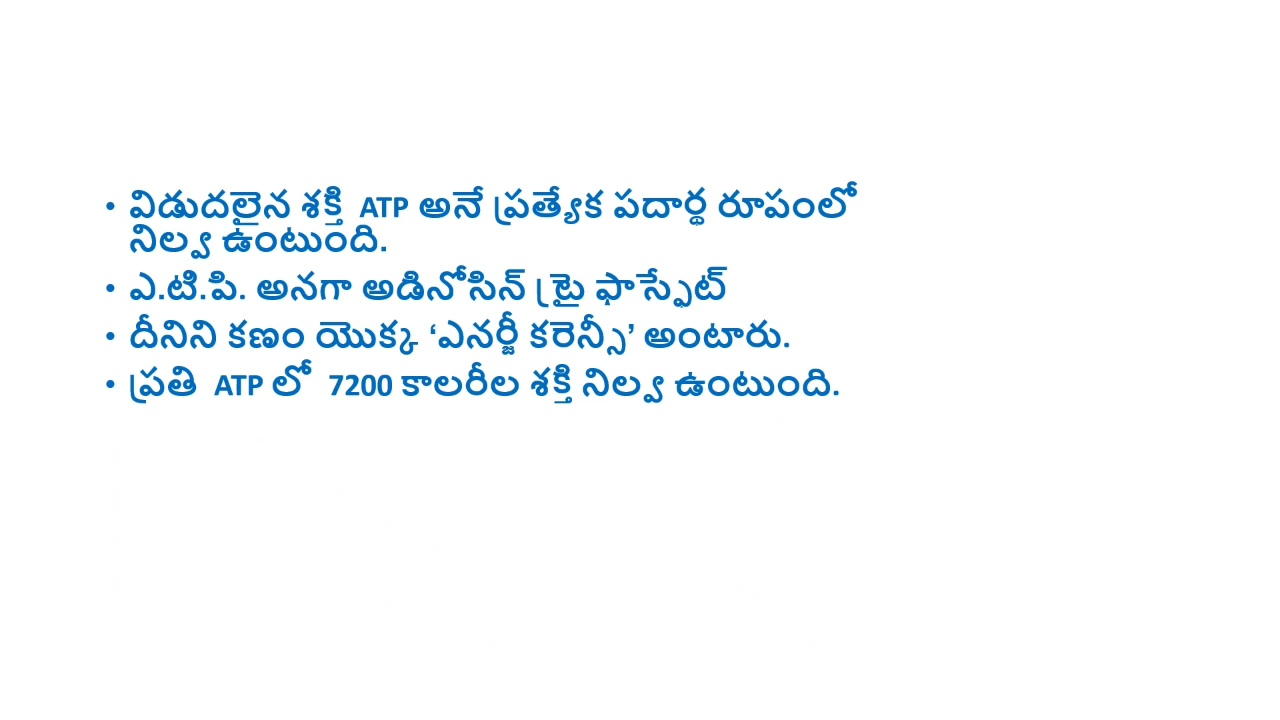 • విడుదలైన శక్తి ATP అనే ప్రత్యేక పదార్థ రూపంలో
నిల్వ ఉంటుంది.
• ఎ.టి.పి. అనగా అడినోసిన్ ట్రై ఫాస్ఫేట్
• దీనిని కణం యొక్క ‘ఎనర్జీ కరెన్సీ’ అంటారు.
• ప్రతి ATP లో 7200 కాలరీల శక్తి నిల్వ ఉంటుంది.